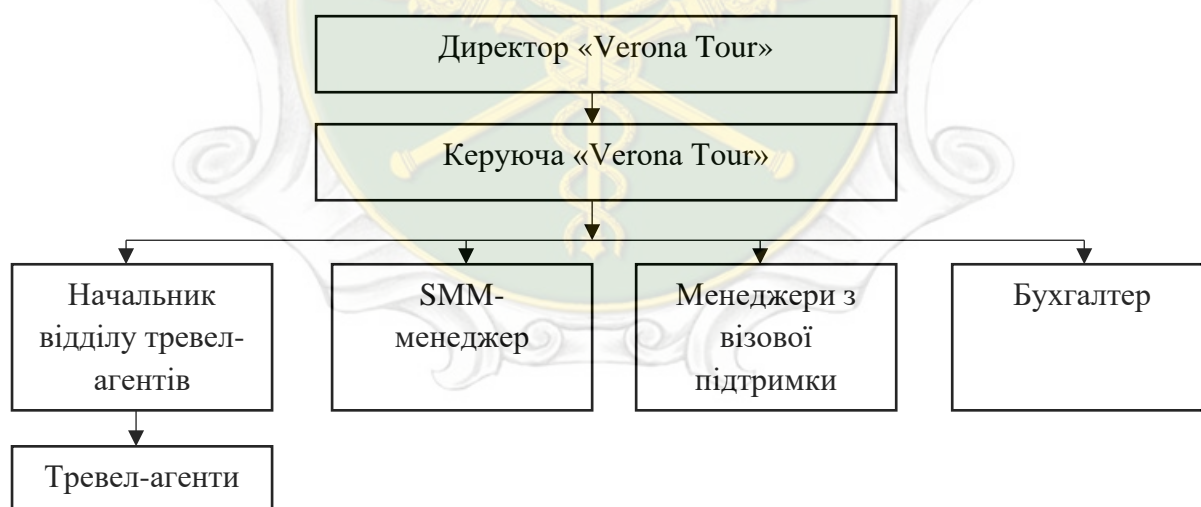 Директор «Verona Tour»
Керуюча «Verona Tour»
Начальник
відділу тревел-
агентів
SMM-
менеджер
Менеджери з
візової
підтримки
Бухгалтер
Тревел-агенти